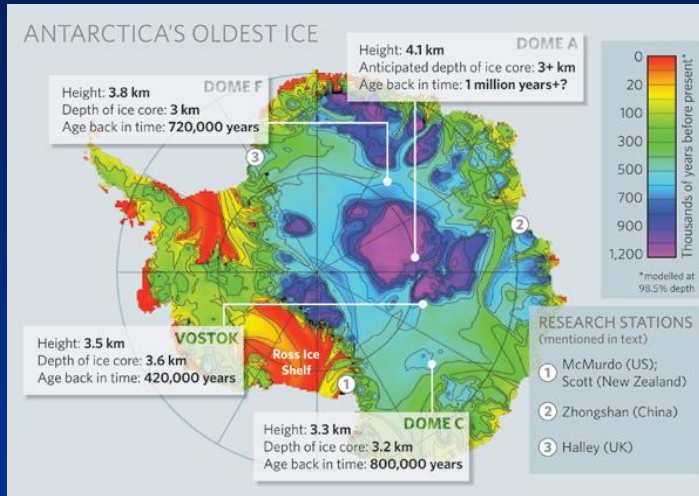 ANTARCTICA'S OLDEST ICE
DOME A
Height: 4.1 km
Anticipated depth of ice core: 3+ km
Age back in time: 1 million years+?
DOME F
Height: 3.8 km
Depth of ice core: 3 km
Age back in time: 720,000 years
3
2
0
20
100
300
500
700
900
1,200
Thousands of years before present*
*modelled at
98.5% depth
VOSTOK
Height: 3.5 km
Depth of ice core: 3.6 km
Age back in time: 420,000 years
Ross Ice
Shelf
1
DOME C
Height: 3.3 km
Depth of ice core: 3.2 km
Age back in time: 800,000 years
RESEARCH STATIONS
(mentioned in text)
1 McMurdo (US);
Scott (New Zealand)
2 Zhongshan (China)
3 Halley (UK)